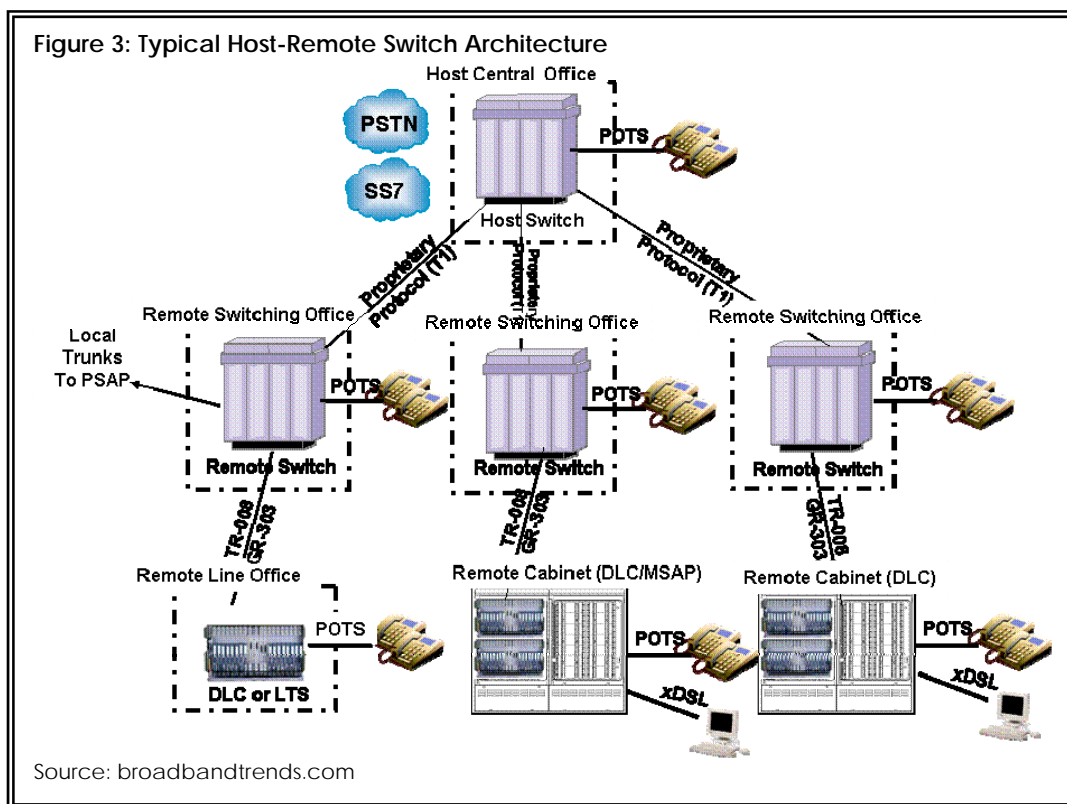 Figure 3: Typical Host-Remote Switch Architecture
Host Central Office
PSTN
SS7
POTS
Host Switch
Proprietary
Protocol (T1)
Proprietary
Protocol (T
Proprietary
Protocol (T1)
Remote Switching Office
Remote Switching Office
Remote Switching Office
Local
Trunks
To PSAP
POTS
POTS
POTS
Remote Switch
Remote Switch
Remote Switch
TR-008
GR-303
TR-008
GR-303
TR-008
GR-303
Remote Line Office
Remote Cabinet (DLC/MSAP)
Remote Cabinet (DLC)
POTS
POTS
POTS
DLC or LTS
xDSL
xDSL
Source: broadbandtrends.com